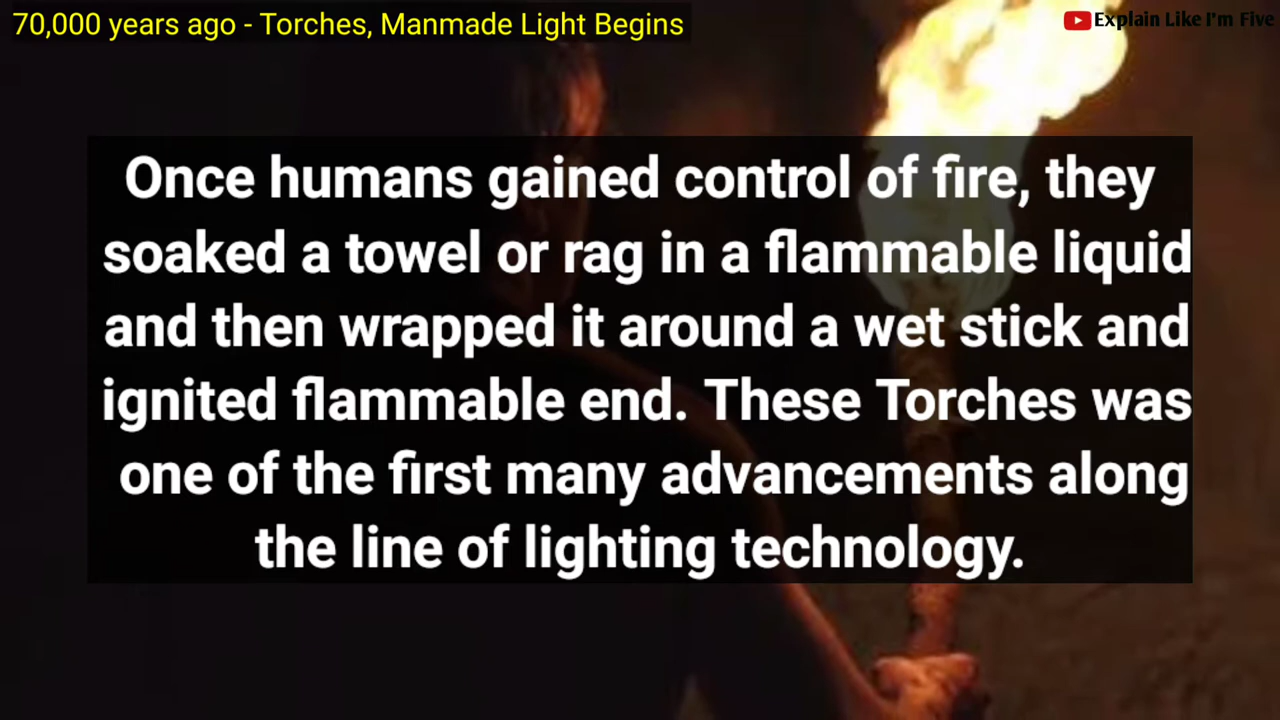 70,000 years ago - Torches, Manmade Light Begins
Explain Like I'm Five
Once humans gained control of fire, they
soaked a towel or rag in a flammable liquid
and then wrapped it around a wet stick and
ignited flammable end. These Torches was
one of the first many advancements along
the line of lighting technology.